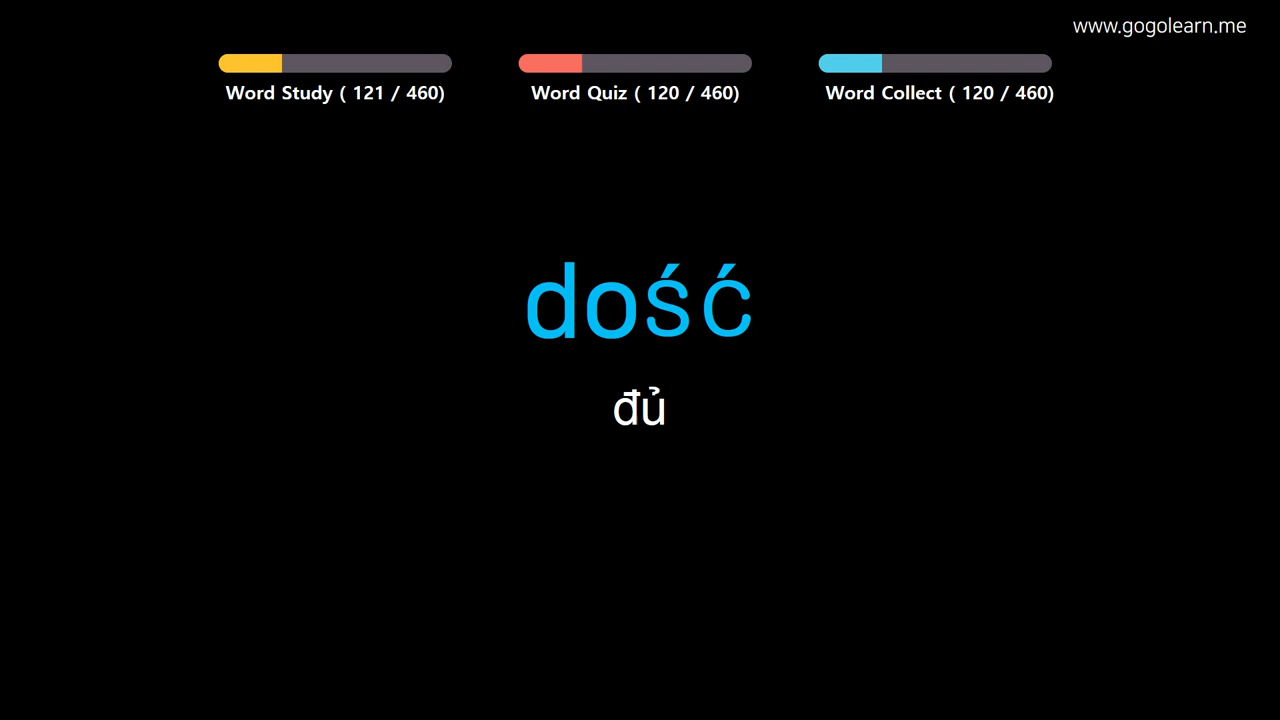 www.gogolearn.me
Word Study ( 121 / 460)
Word Quiz ( 120 / 460)
Word Collect ( 120 / 460)
dość
đủ